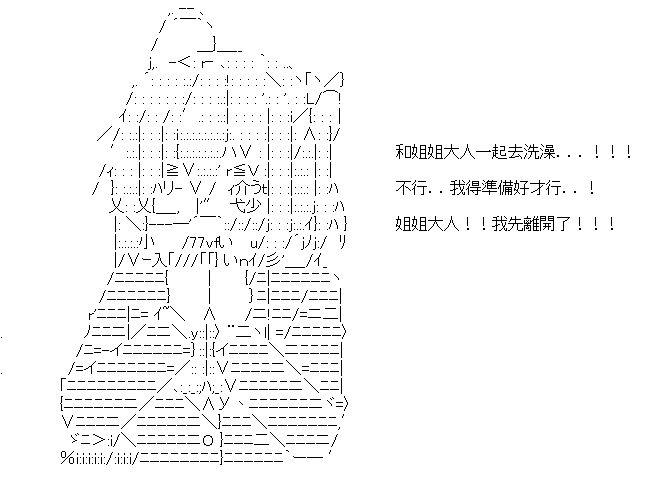 和姐姐大人一起去洗澡．．．！！！
不行．．我得準備好才行．．！
姐姐大人！！我先離開了！！！